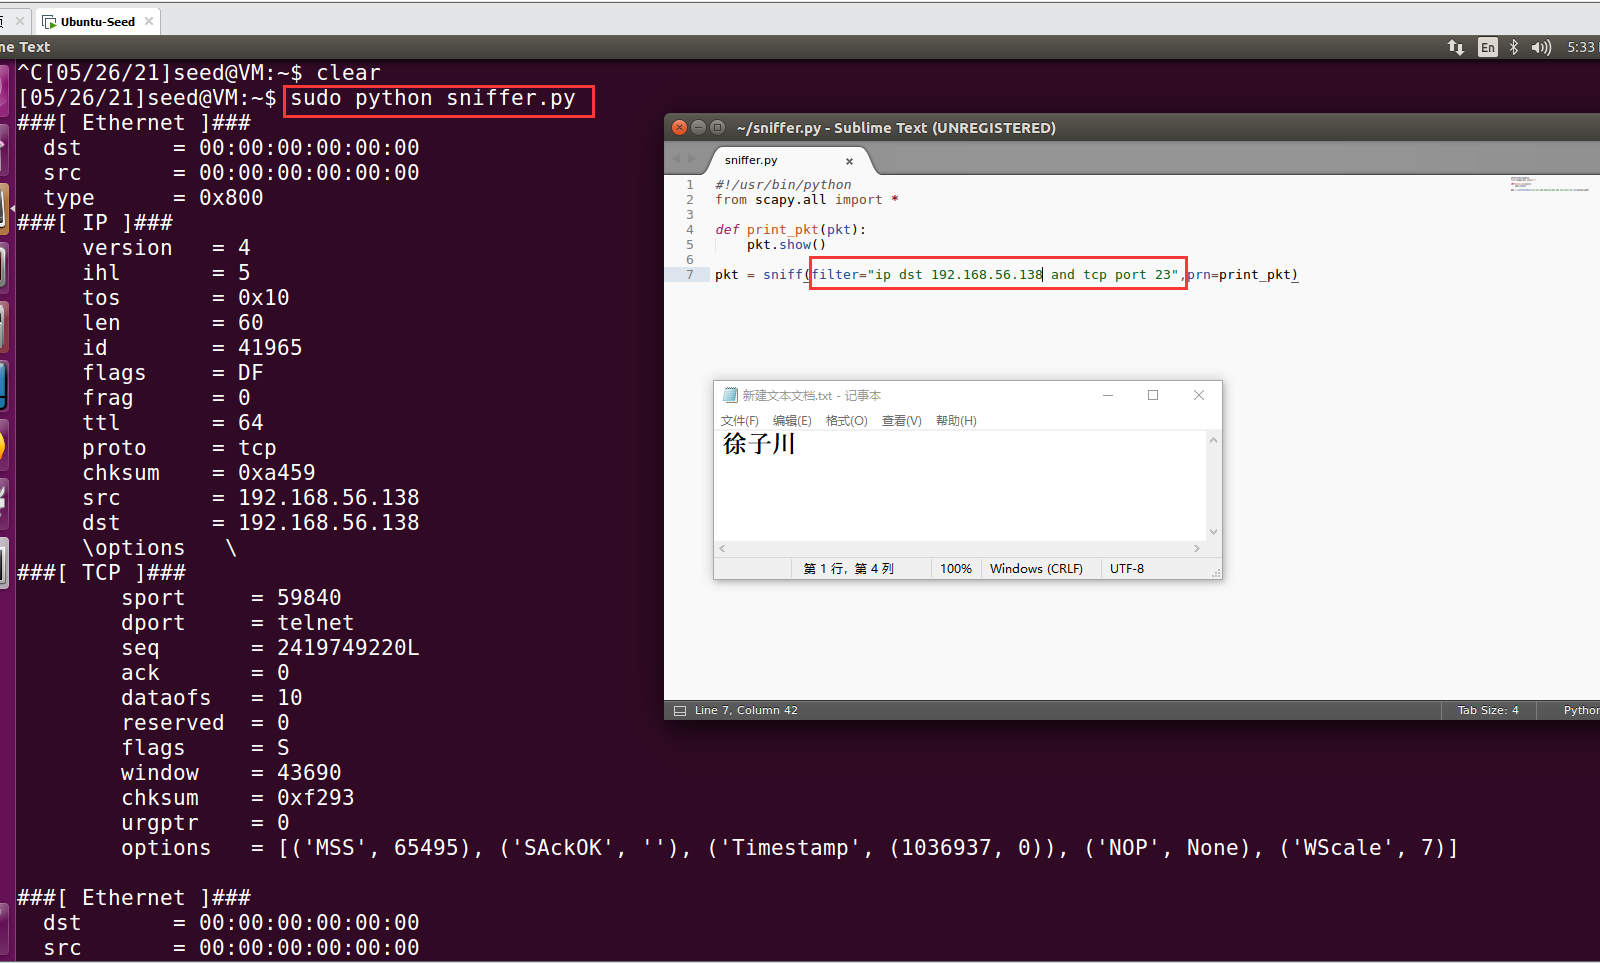 页
Ubuntu-Seed
me Text
En
5:33
^C[05/26/21]seed@VM:~$ clear
[05/26/21]seed@VM:~$ sudo python sniffer.py
###[ Ethernet ]###
dst = 00:00:00:00:00:00
src = 00:00:00:00:00:00
type = 0x800
###[ IP ]###
version = 4
ihl = 5
tos = 0x10
len = 60
id = 41965
flags = DF
frag = 0
ttl = 64
proto = tcp
chksum = 0xa459
src = 192.168.56.138
dst = 192.168.56.138
\options \
###[ TCP ]###
sport = 59840
dport = telnet
seq = 2419749220L
ack = 0
dataofs = 10
reserved = 0
flags = S
window = 43690
chksum = 0xf293
urgptr = 0
options = [('MSS', 65495), ('SAckOK', ''), ('Timestamp', (1036937, 0)), ('NOP', None), ('WScale', 7)]
###[ Ethernet ]###
dst = 00:00:00:00:00:00
src = 00:00:00:00:00:00
~/sniffer.py - Sublime Text (UNREGISTERED)
sniffer.py
1 #!/usr/bin/python
2 from scapy.all import *
3
4 def print_pkt(pkt):
5 pkt.show()
6
7 pkt = sniff(filter="ip dst 192.168.56.138 and tcp port 23",prn=print_pkt)
新建文本文档.txt - 记事本
文件(F) 编辑(E) 格式(O) 查看(V) 帮助(H)
徐子川
第 1 行，第 4 列 100% Windows (CRLF) UTF-8
Line 7, Column 42 Tab Size: 4 Python